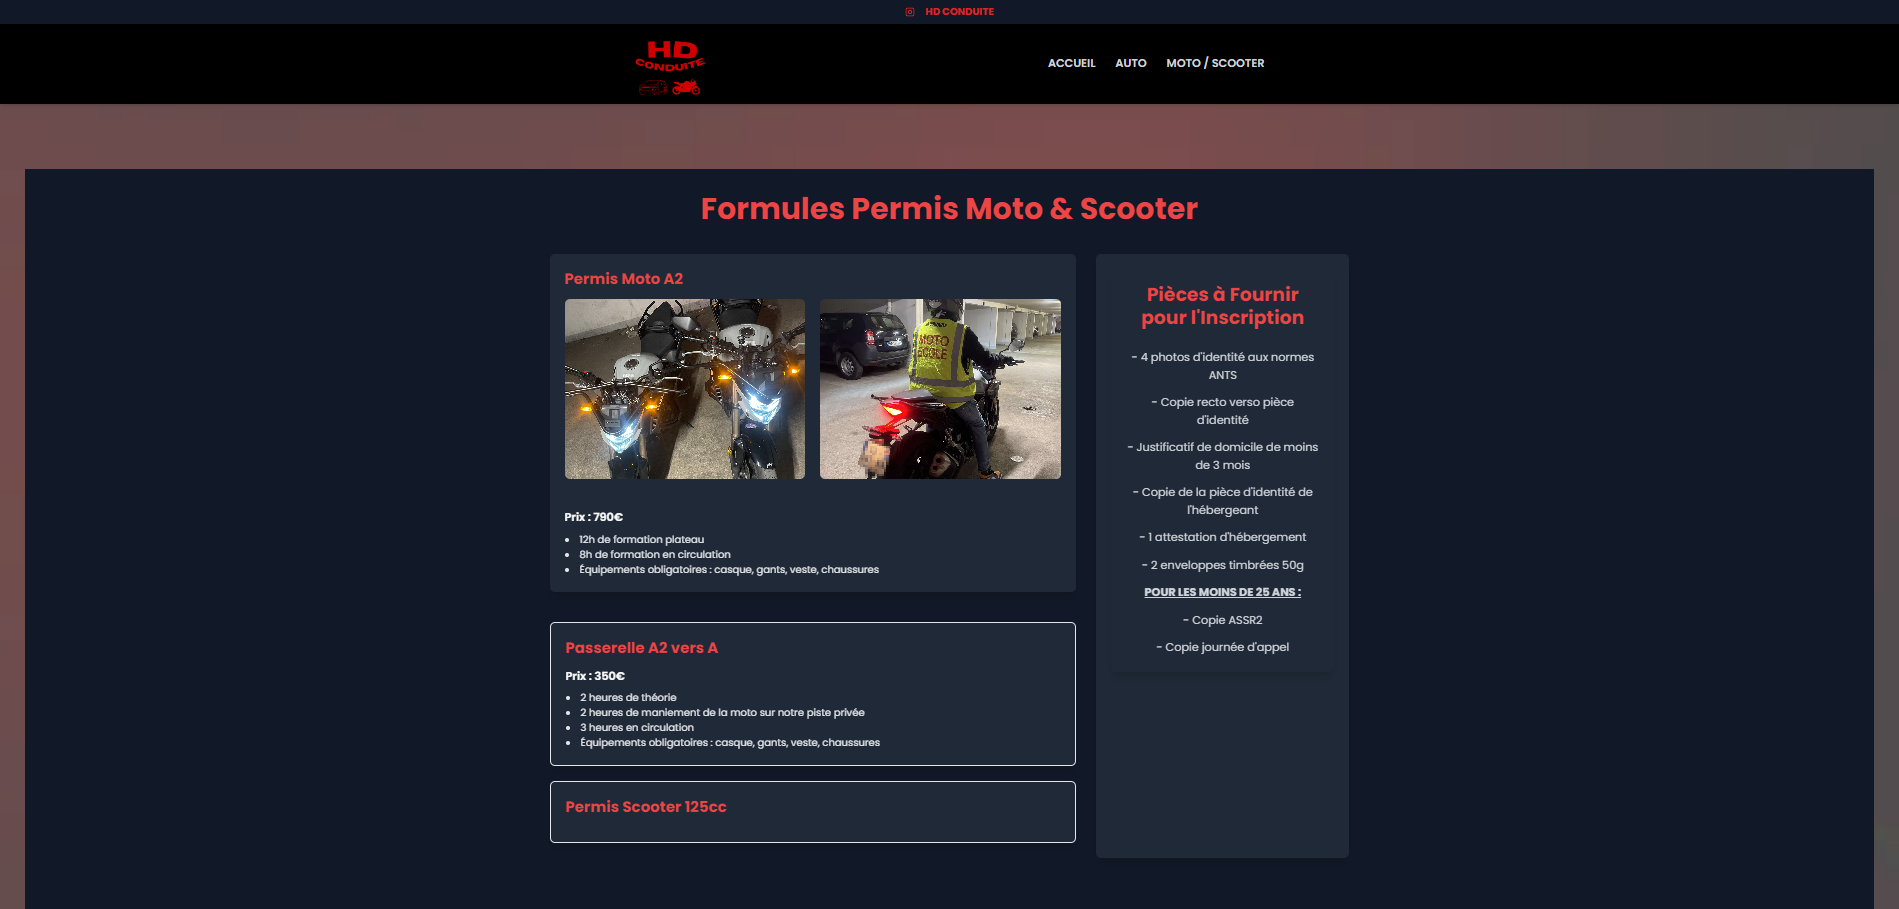 HD CONDUITE
HD
CONDUITE
ACCUEIL AUTO MOTO / SCOOTER
Formules Permis Moto & Scooter
Permis Moto A2
MOTO
ECOLE
Prix : 790€
12h de formation plateau
8h de formation en circulation
Équipements obligatoires : casque, gants, veste, chaussures
Passerelle A2 vers A
Prix : 350€
2 heures de théorie
2 heures de maniement de la moto sur notre piste privée
3 heures en circulation
Équipements obligatoires : casque, gants, veste, chaussures
Permis Scooter 125cc
Pièces à Fournir
pour l'Inscription
- 4 photos d'identité aux normes
ANTS
- Copie recto verso pièce
d'identité
- Justificatif de domicile de moins
de 3 mois
- Copie de la pièce d'identité de
l'hébergeant
- 1 attestation d'hébergement
- 2 enveloppes timbrées 50g
POUR LES MOINS DE 25 ANS :
- Copie ASSR2
- Copie journée d'appel